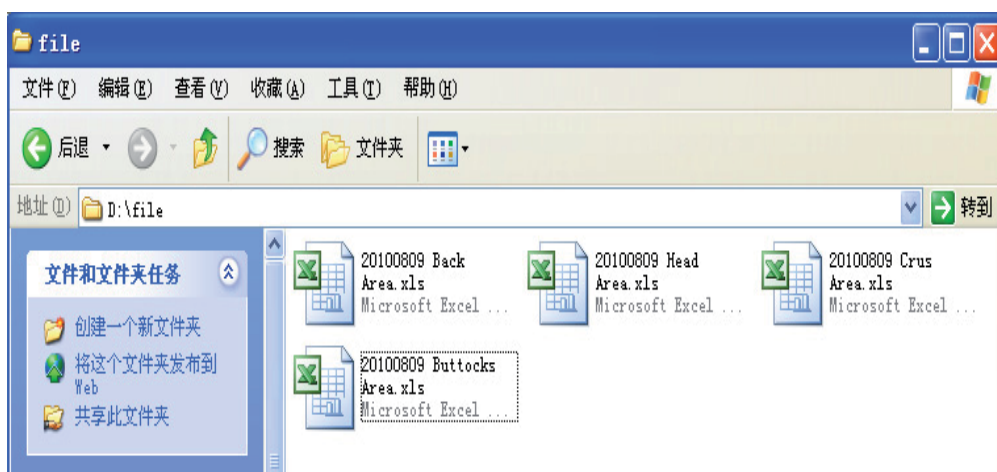 file
文件(F) 编辑(E) 查看(V) 收藏(A) 工具(T) 帮助(H)
后退 搜索 文件夹
地址(D) D:\file 转到
文件和文件夹任务
创建一个新文件夹
将这个文件夹发布到
Web
共享此文件夹
20100809 Back
Area.xls
Microsoft Excel ...
20100809 Head
Area.xls
Microsoft Excel ...
20100809 Crus
Area.xls
Microsoft Excel ...
20100809 Buttocks
Area.xls
Microsoft Excel ...